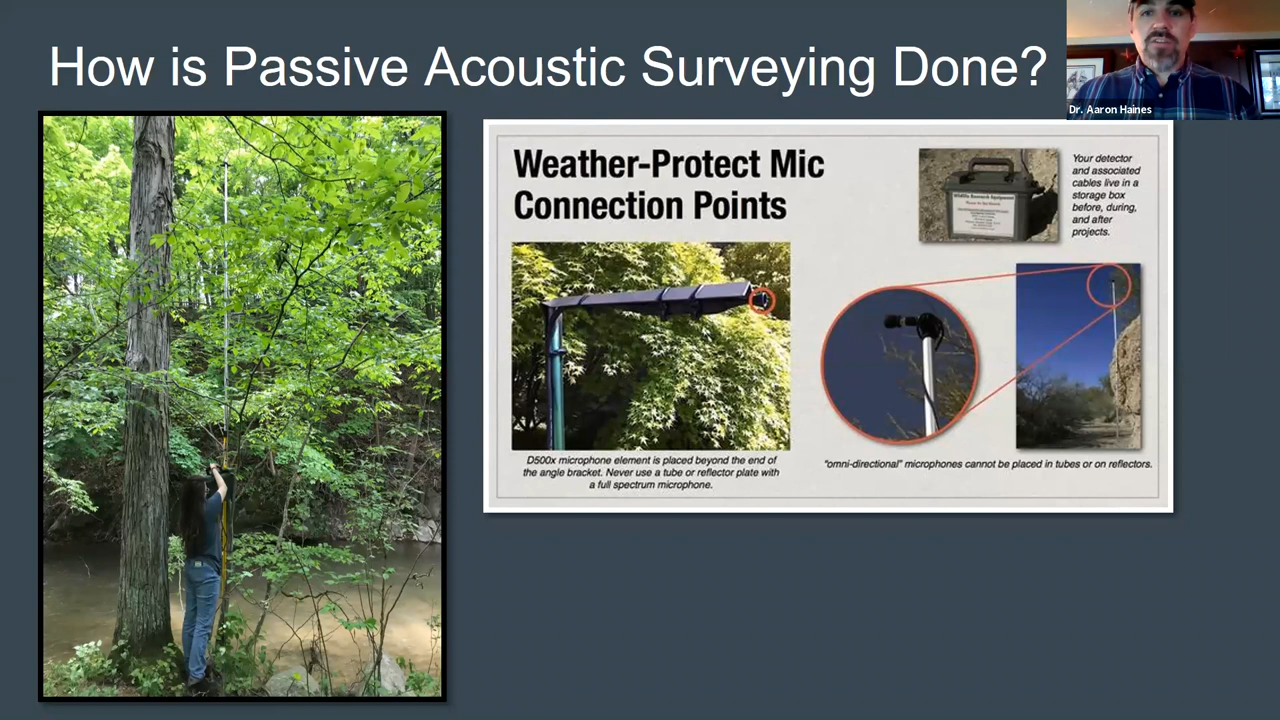 How is Passive Acoustic Surveying Done?
Dr. Aaron Haines
Weather-Protect Mic
Connection Points
Your detector
and associated
cables live in a
storage box
before, during,
and after
projects.
D500x microphone element is placed beyond the end of
the angle bracket. Never use a tube or reflector plate with
a full spectrum microphone.
"omni-directional" microphones cannot be placed in tubes or on reflectors.